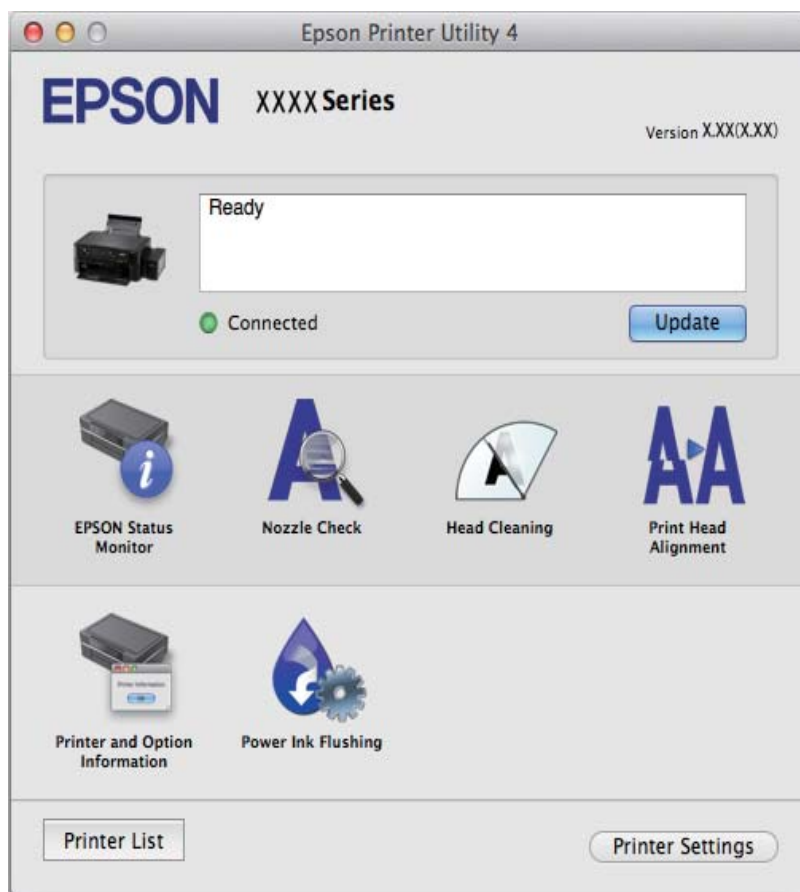 Epson Printer Utility 4
EPSON XXXX Series
Version X.XX(X.XX)
Ready
Connected
Update
EPSON Status
Monitor
Nozzle Check
Head Cleaning
Print Head
Alignment
Printer and Option
Information
Power Ink Flushing
Printer List
Printer Settings